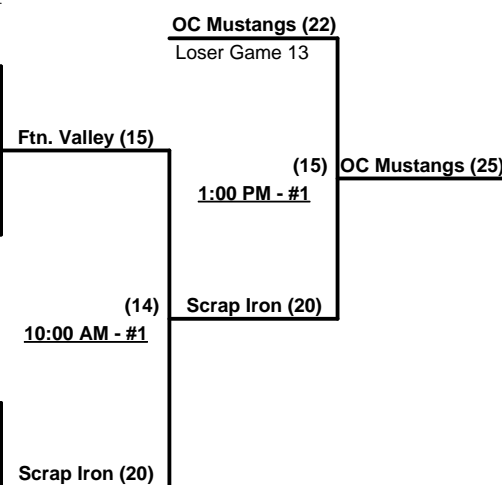 OC Mustangs (22)
Loser Game 13
Ftn. Valley (15)
(15) OC Mustangs (25)
1:00 PM - #1
(14) Scrap Iron (20)
10:00 AM - #1
Scrap Iron (20)